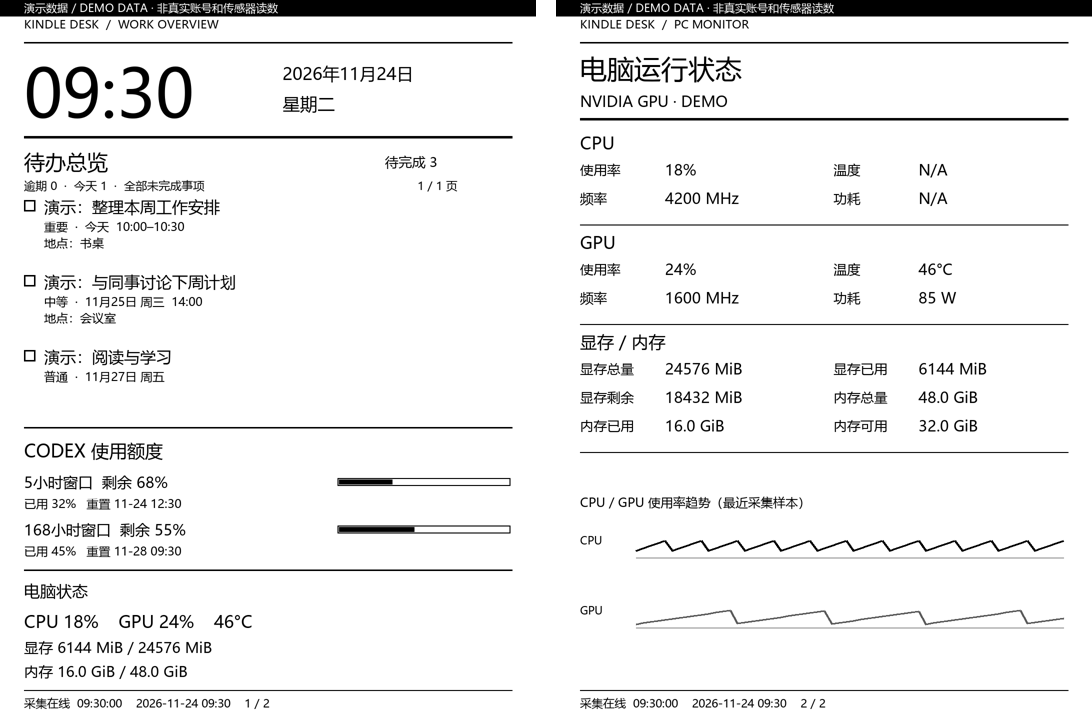 演示数据 / DEMO DATA · 非真实账号和传感器读数
KINDLE DESK / WORK OVERVIEW
09:30
2026年11月24日
星期二
待办总览
待完成 3
逾期 0 · 今天 1 · 全部未完成事项
1 / 1 页
演示：整理本周工作安排
重要 · 今天 10:00–10:30
地点：书桌
演示：与同事讨论下周计划
中等 · 11月25日 周三 14:00
地点：会议室
演示：阅读与学习
普通 · 11月27日 周五
CODEX 使用额度
5小时窗口 剩余 68%
已用 32% 重置 11-24 12:30
168小时窗口 剩余 55%
已用 45% 重置 11-28 09:30
电脑状态
CPU 18% GPU 24% 46°C
显存 6144 MiB / 24576 MiB
内存 16.0 GiB / 48.0 GiB
采集在线 09:30:00 2026-11-24 09:30 1 / 2
演示数据 / DEMO DATA · 非真实账号和传感器读数
KINDLE DESK / PC MONITOR
电脑运行状态
NVIDIA GPU · DEMO
CPU
使用率 18% 温度 N/A
频率 4200 MHz 功耗 N/A
GPU
使用率 24% 温度 46°C
频率 1600 MHz 功耗 85 W
显存 / 内存
显存总量 24576 MiB 显存已用 6144 MiB
显存剩余 18432 MiB 内存总量 48.0 GiB
内存已用 16.0 GiB 内存可用 32.0 GiB
CPU / GPU 使用率趋势（最近采集样本）
CPU
GPU
采集在线 09:30:00 2026-11-24 09:30 2 / 2